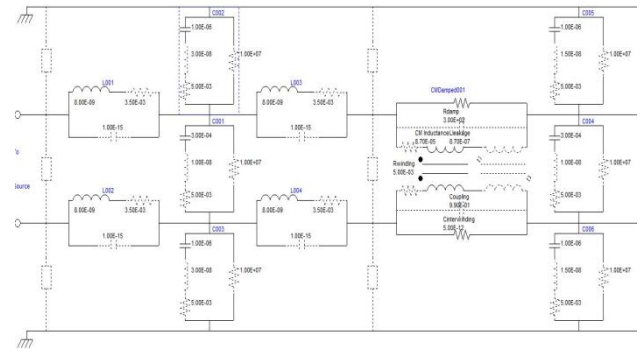 C002
C005
1.00E-06
1.00E-06
3.00E-08
1.00E+07
1.50E-08
1.00E+07
L001
L003
CMDamped001
5.00E-03
5.00E-03
8.00E-09
3.50E-03
8.00E-09
3.50E-03
Rdamp
3.00E+02
1.00E-15
C001
1.00E-15
CM Inductance
Leakage
C004
3.00E-04
8.70E-05
8.70E-07
3.00E-04
1.00E-08
1.00E+07
1.00E-08
1.00E+07
Source
Rwinding
5.00E-03
L002
L004
5.00E-03
5.00E-03
8.00E-09
3.50E-03
8.00E-09
3.50E-03
Coupling
9.90E-01
1.00E-15
C003
1.00E-15
Cinterwinding
5.00E-12
C006
1.00E-06
1.00E-06
3.00E-08
1.00E+07
1.50E-08
1.00E+07
5.00E-03
5.00E-03